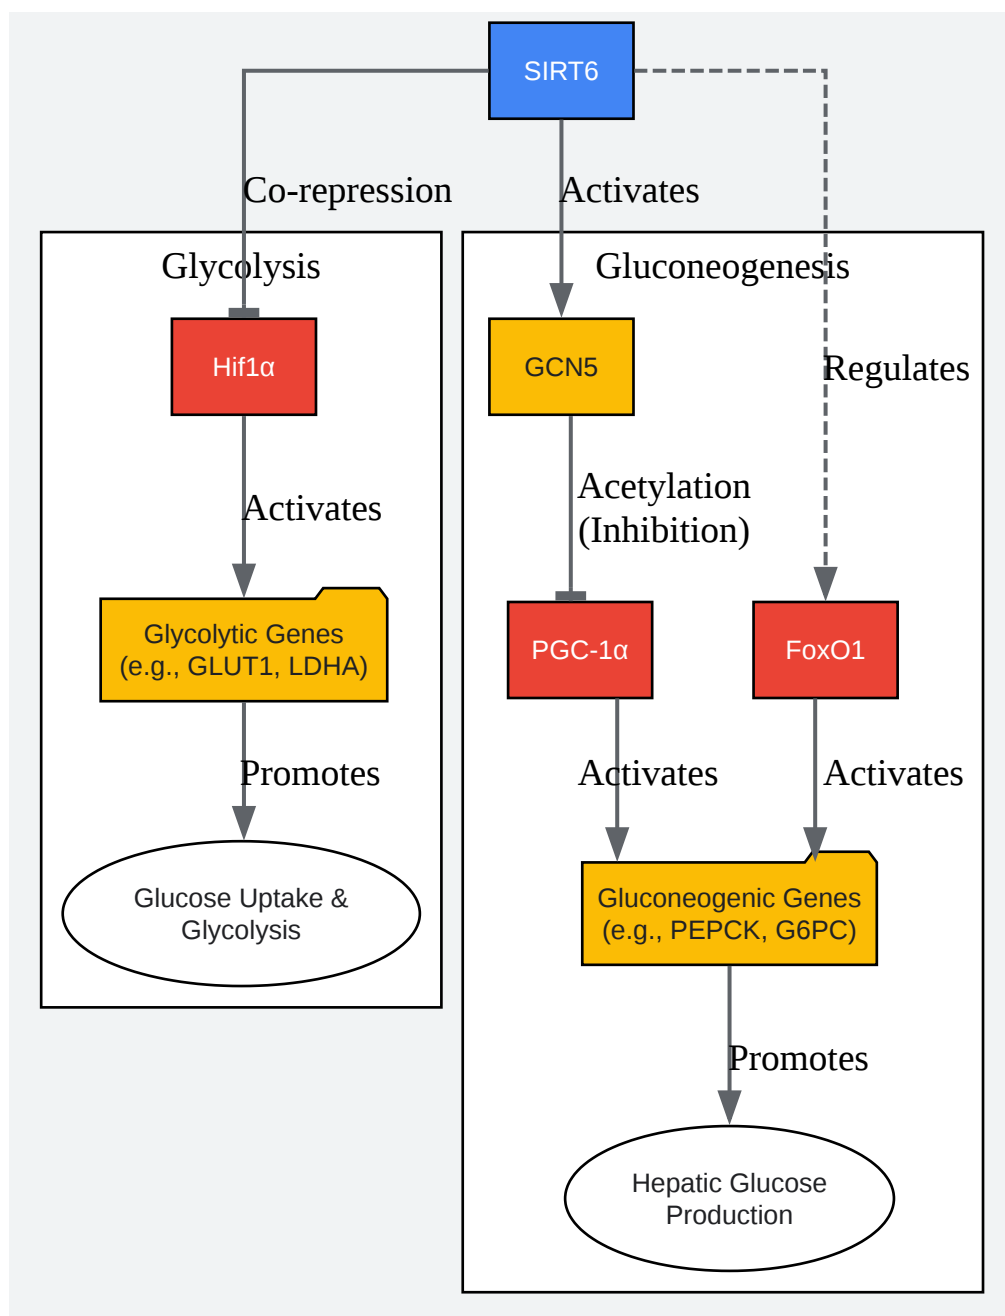 SIRT6
Co-repression
Activates
Glycolysis
Gluconeogenesis
Hif1α
GCN5
Regulates
Activates
Acetylation
(Inhibition)
Glycolytic Genes
(e.g., GLUT1, LDHA)
PGC-1α
FoxO1
Promotes
Activates
Activates
Glucose Uptake &
Glycolysis
Gluconeogenic Genes
(e.g., PEPCK, G6PC)
Promotes
Hepatic Glucose
Production